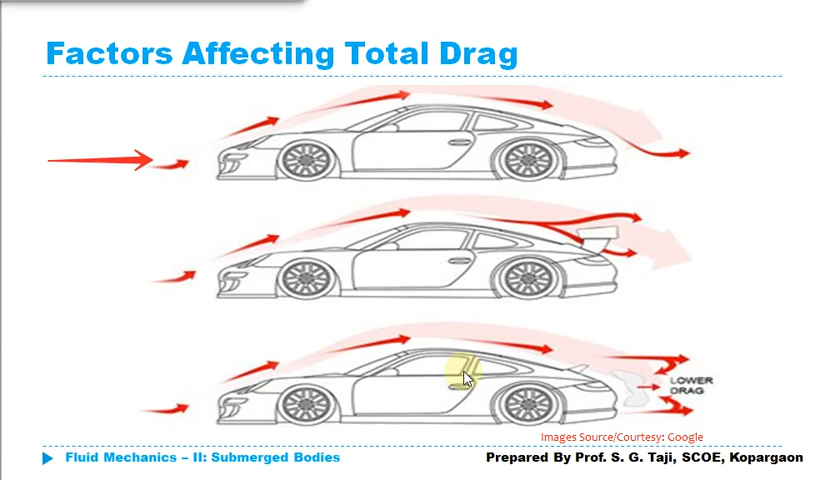 Factors Affecting Total Drag
LOWER
DRAG
Images Source/Courtesy: Google
Fluid Mechanics – II: Submerged Bodies
Prepared By Prof. S. G. Taji, SCOE, Kopargaon